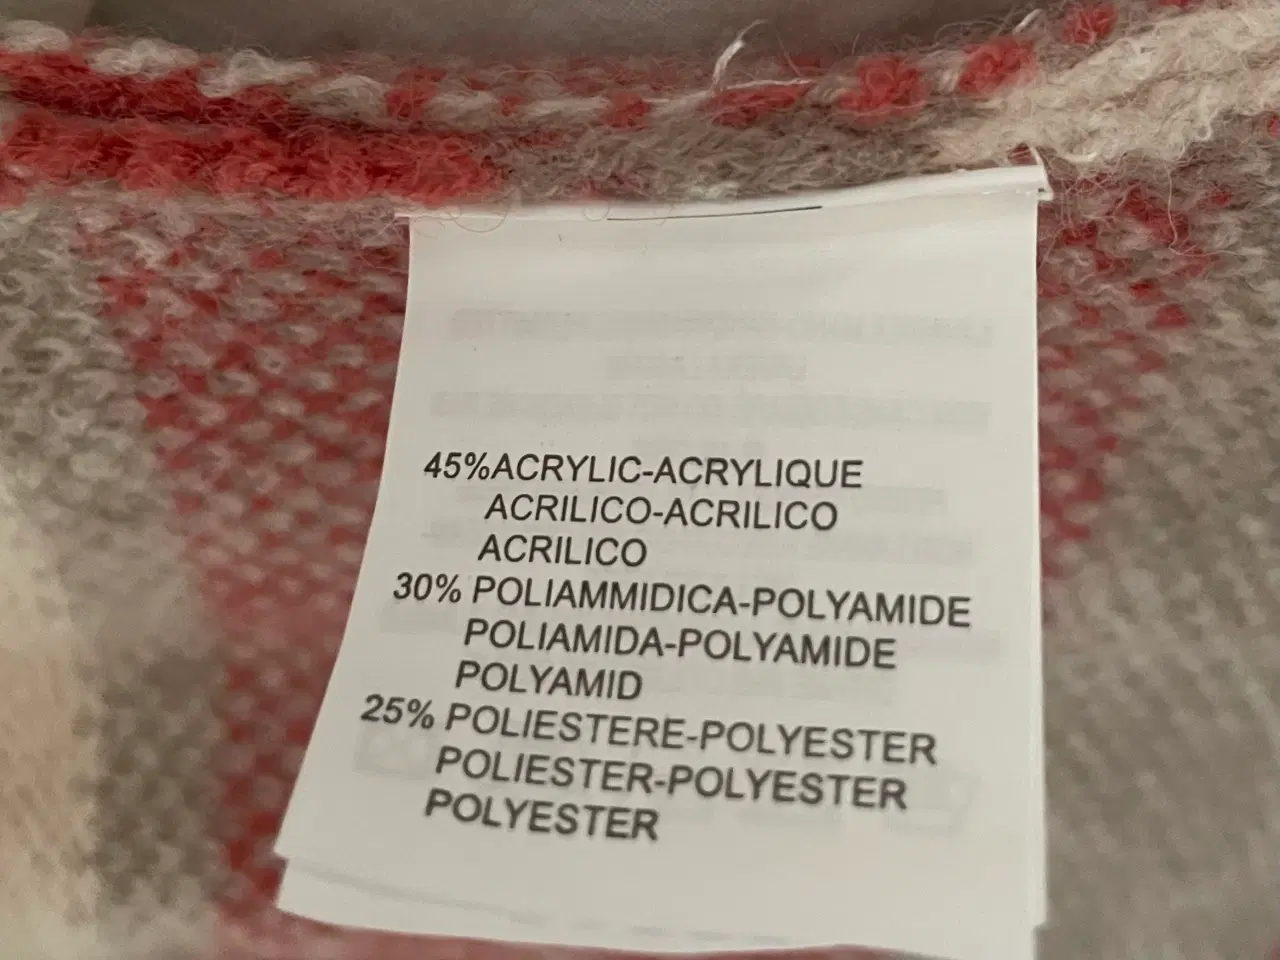 45%ACRYLIC-ACRYLIQUE
ACRILICO-ACRILICO
ACRILICO
30% POLIAMMIDICA-POLYAMIDE
POLIAMIDA-POLYAMIDE
POLYAMID
25% POLIESTERE-POLYESTER
POLIESTER-POLYESTER
POLYESTER